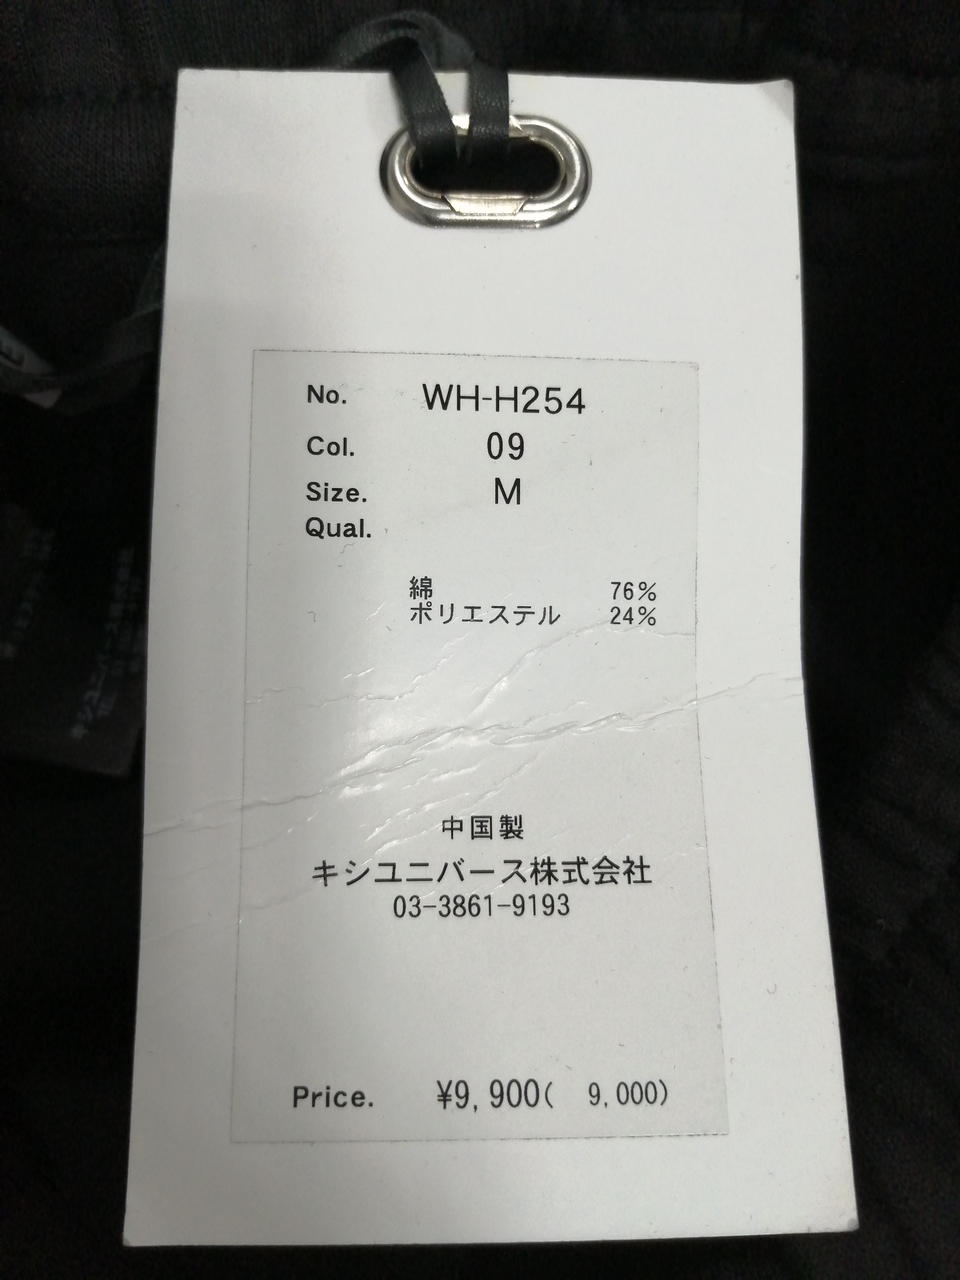 No. WH-H254
Col. 09
Size. M
Qual.
綿 76%
ポリエステル 24%
中国製
キシユニバース株式会社
03-3861-9193
Price. ¥9,900( 9,000)